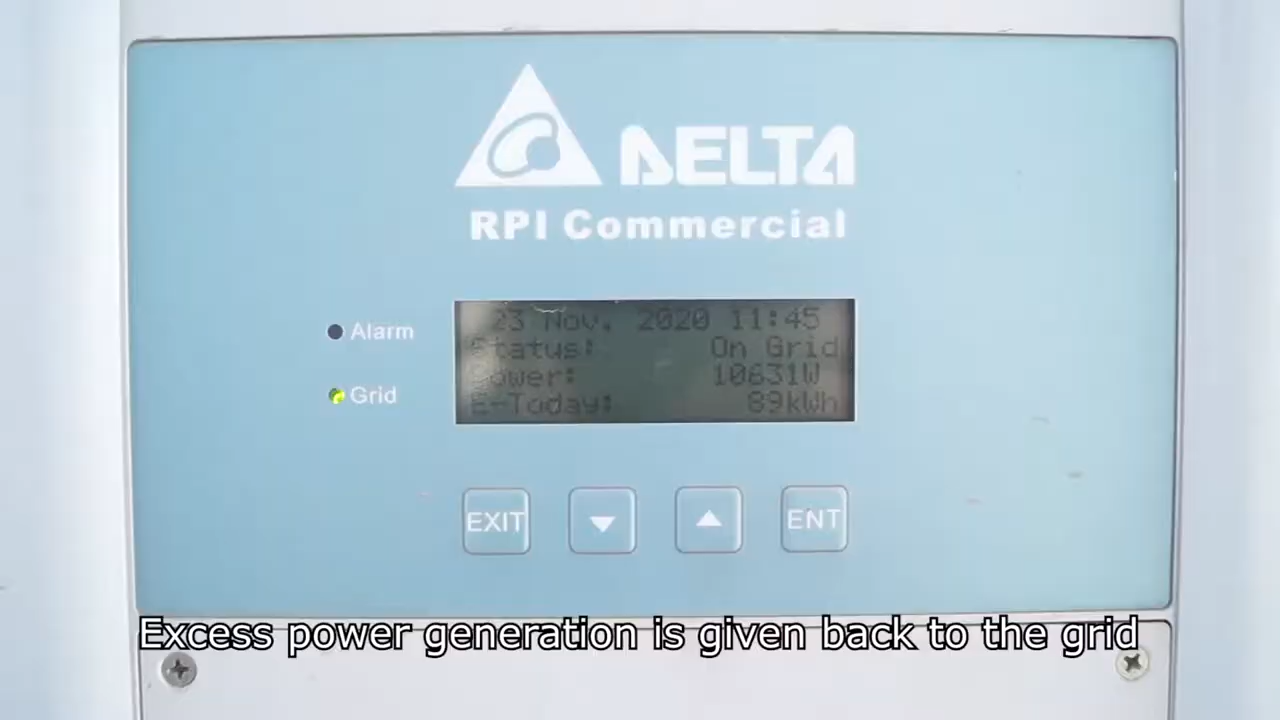 DELTA
RPI Commercial
23 Nov. 2020 11:45
Alarm
Status: On Grid
Power: 10631W
Grid
E-Today: 89kWh
EXIT
ENT
Excess power generation is given back to the grid